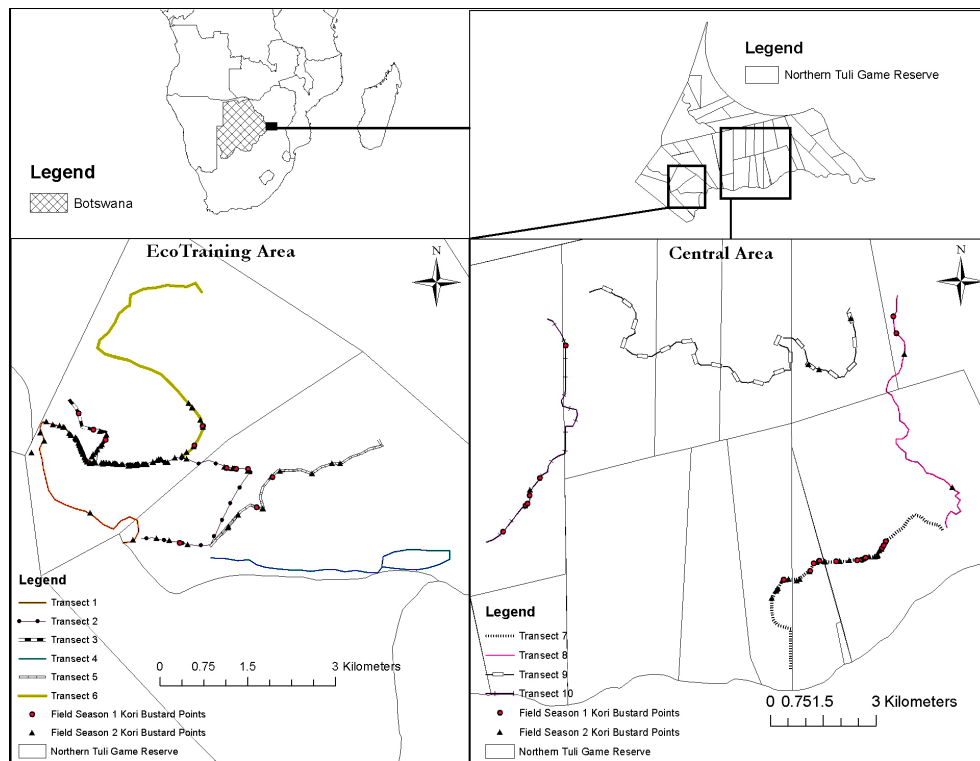 Legend
Botswana
Legend
Northern Tuli Game Reserve
EcoTraining Area
N
Legend
Transect 1
Transect 2
Transect 3
Transect 4
Transect 5
Transect 6
Field Season 1 Kori Bustard Points
Field Season 2 Kori Bustard Points
Northern Tuli Game Reserve
0 0.75 1.5 3 Kilometers
Central Area
N
Legend
Transect 7
Transect 8
Transect 9
Transect 10
Field Season 1 Kori Bustard Points
Field Season 2 Kori Bustard Points
Northern Tuli Game Reserve
0 0.751.5 3 Kilometers